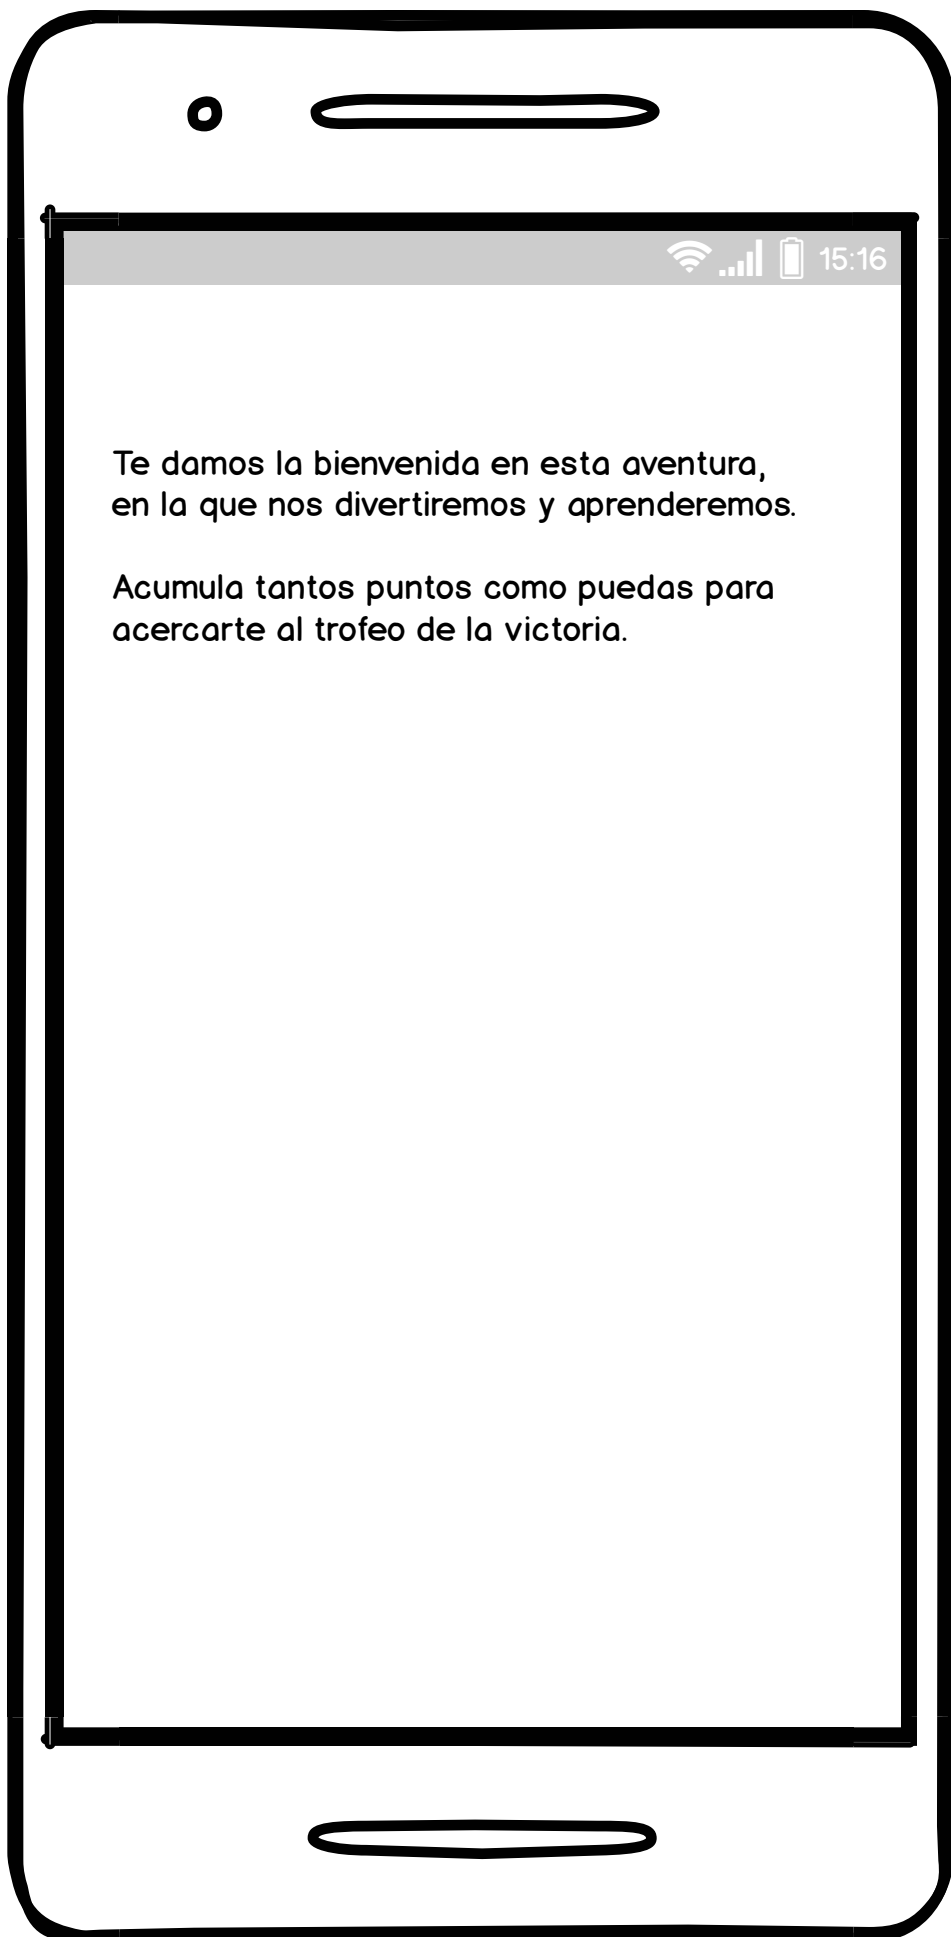 15:16
Te damos la bienvenida en esta aventura,
en la que nos divertiremos y aprenderemos.
Acumula tantos puntos como puedas para
acercarte al trofeo de la victoria.